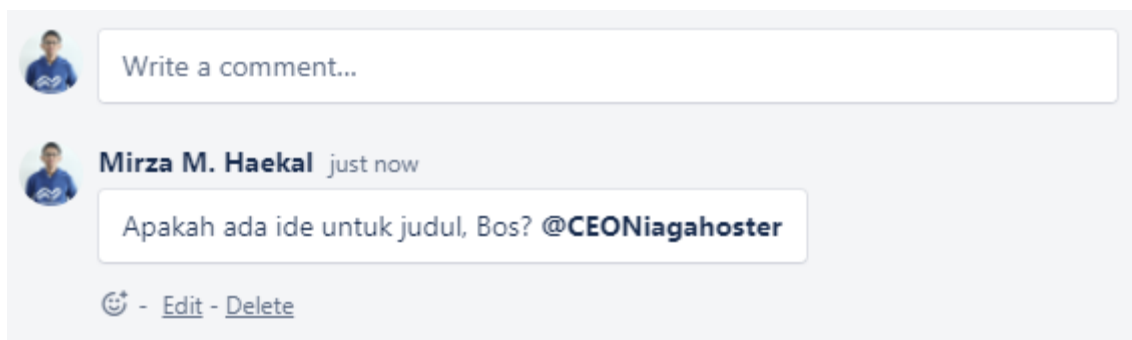 Write a comment...
Mirza M. Haekal just now
Apakah ada ide untuk judul, Bos? @CEONiagahoster
- Edit - Delete